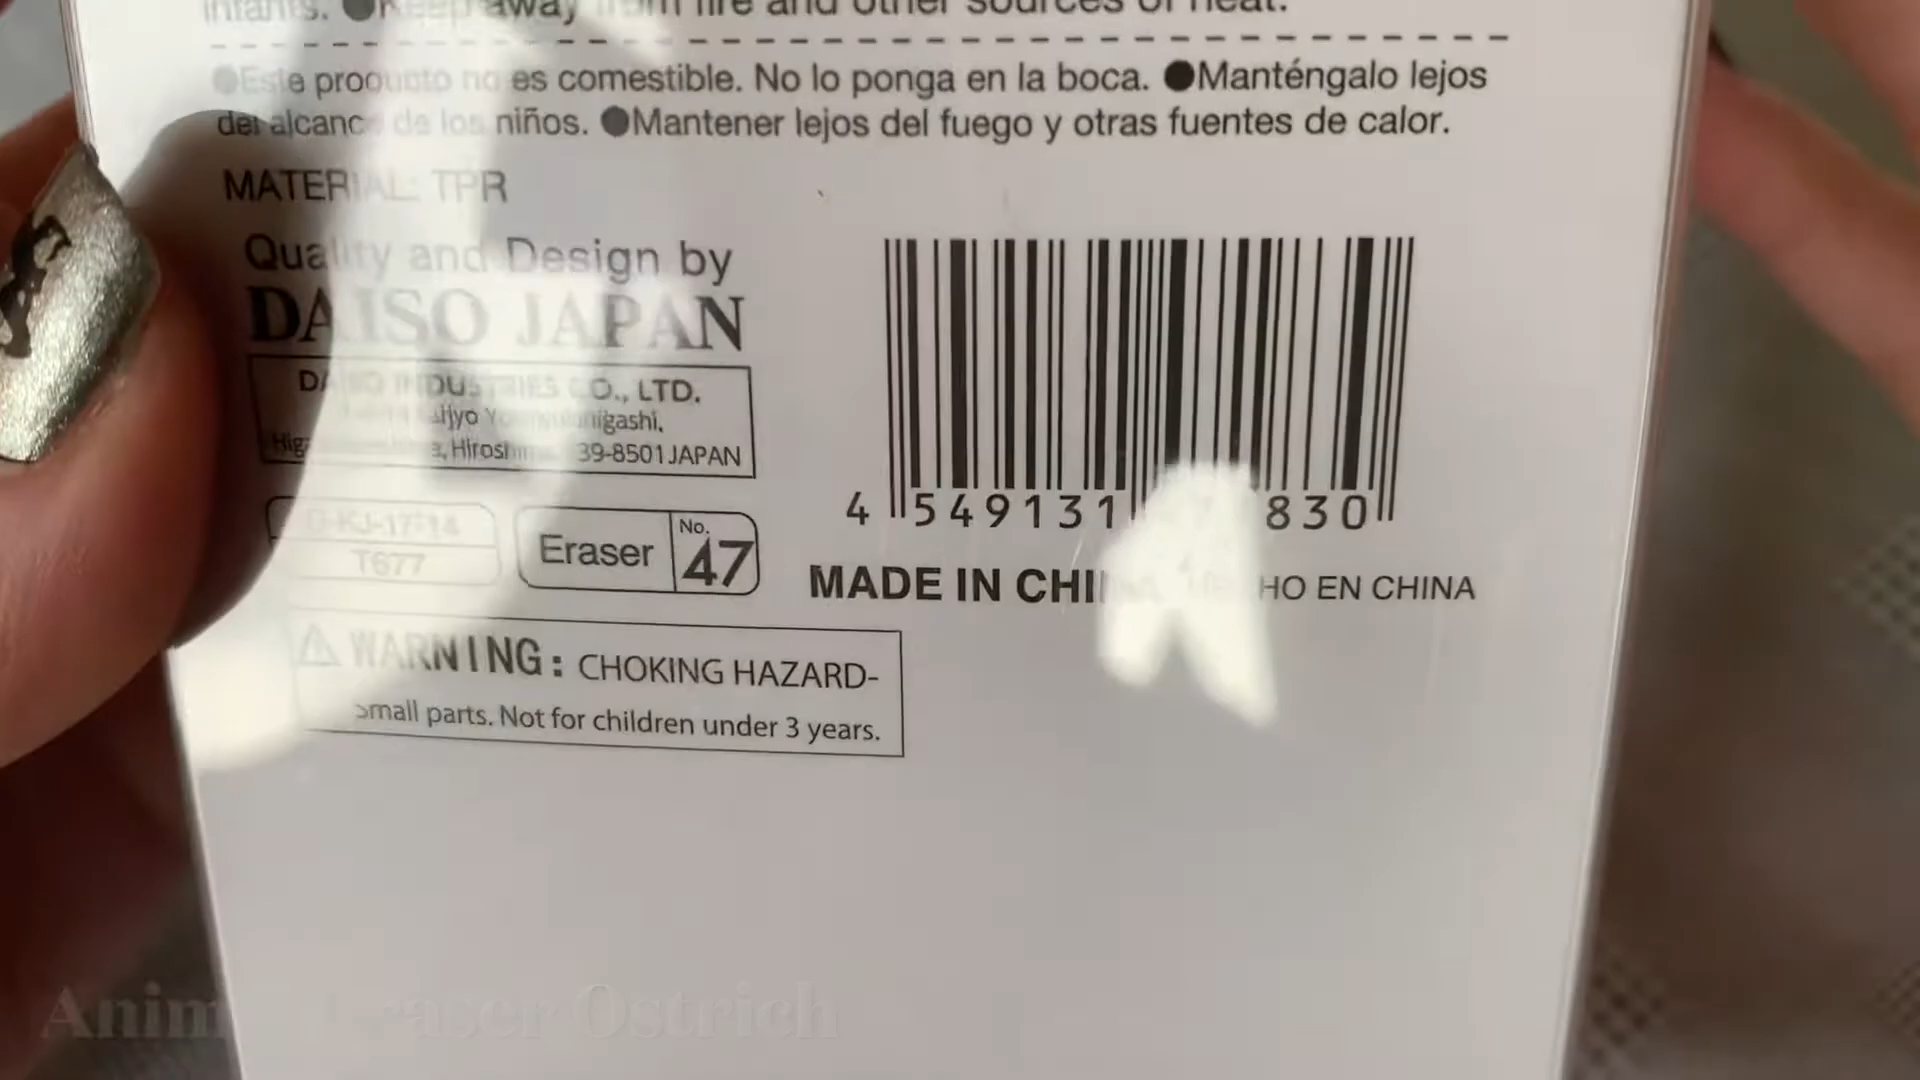 infants. ●Keep away from fire and other sources of heat.
●Este producto no es comestible. No lo ponga en la boca. ●Manténgalo lejos
del alcance de los niños. ●Mantener lejos del fuego y otras fuentes de calor.
MATERIAL: TPR
Quality and Design by
DAISO JAPAN
DAISO INDUSTRIES CO., LTD.
Hiroshima 39-8501 JAPAN
G-KJ-17-14
T677
Eraser No. 47
4 549131 830
MADE IN CHINA HECHO EN CHINA
⚠ WARNING: CHOKING HAZARD-
Small parts. Not for children under 3 years.
Animal Eraser Ostrich